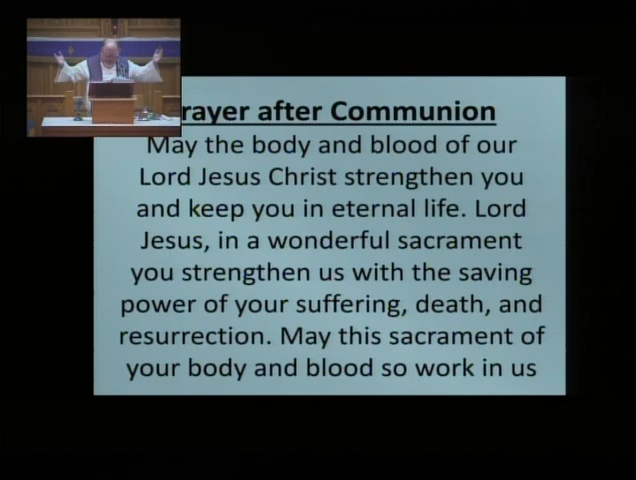 rayer after Communion
May the body and blood of our
Lord Jesus Christ strengthen you
and keep you in eternal life. Lord
Jesus, in a wonderful sacrament
you strengthen us with the saving
power of your suffering, death, and
resurrection. May this sacrament of
your body and blood so work in us